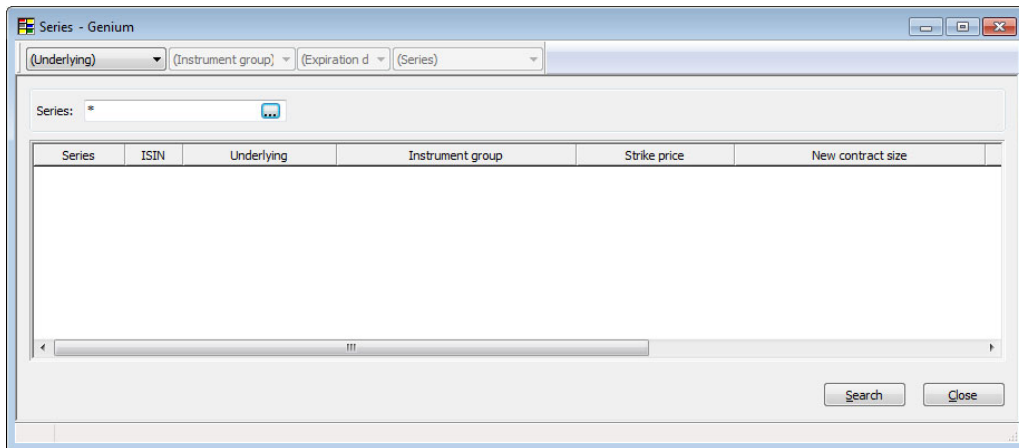 Series - Genium
(Underlying) (Instrument group) (Expiration d (Series)
Series: * ...
Series ISIN Underlying Instrument group Strike price New contract size
Search Close